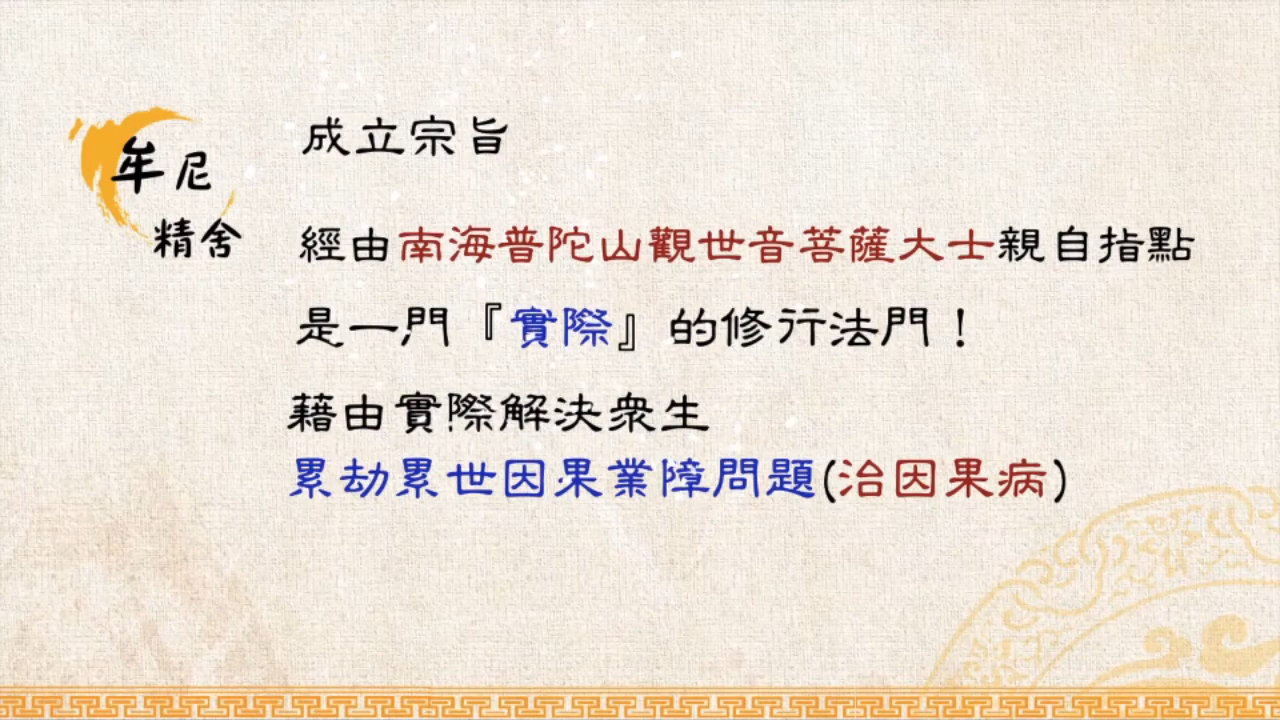 牟尼
精舍
成立宗旨
經由南海普陀山觀世音菩薩大士親自指點
是一門『實際』的修行法門！
藉由實際解決眾生
累劫累世因果業障問題(治因果病)